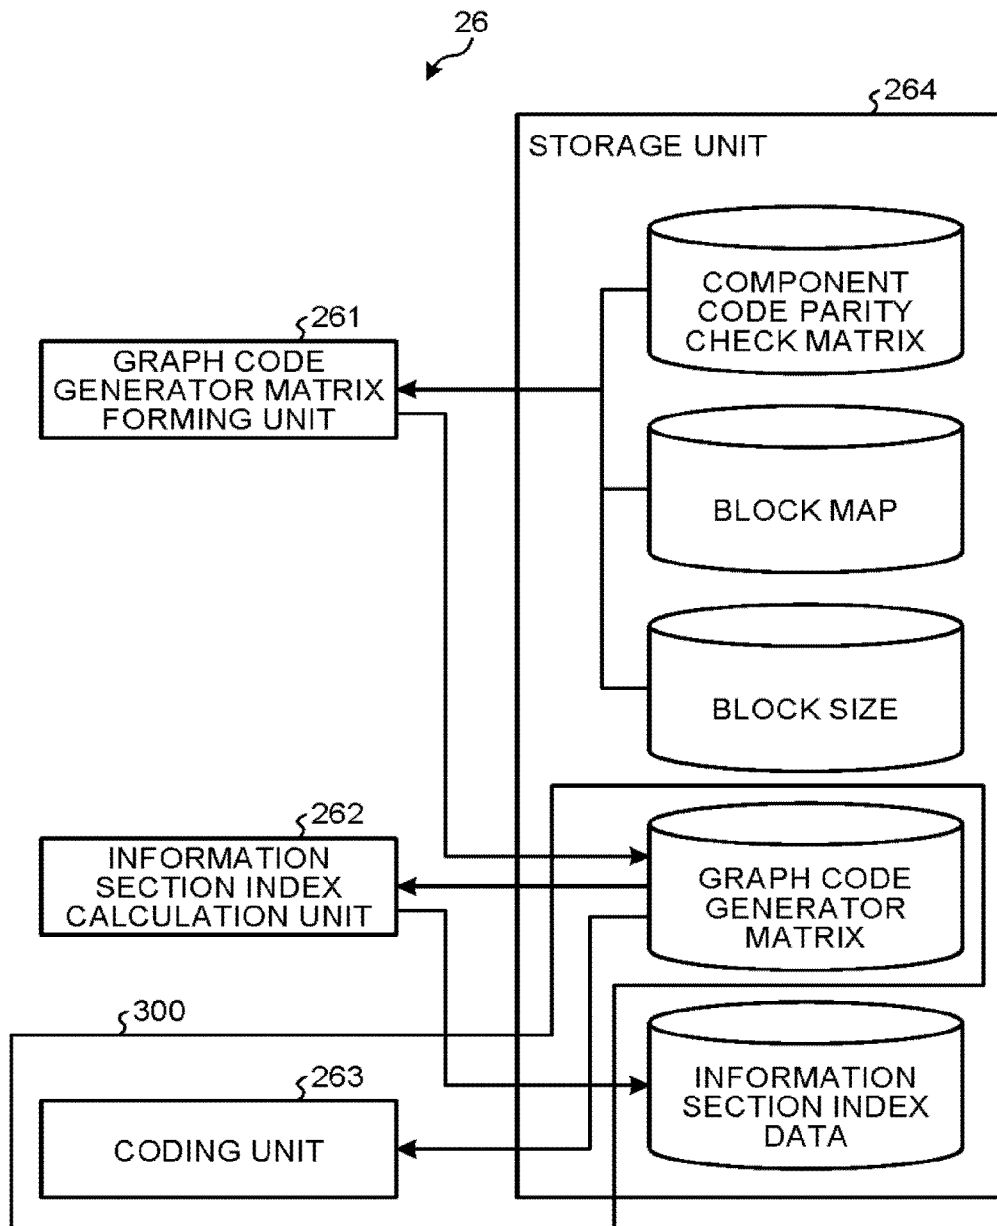 26
264
STORAGE UNIT
COMPONENT
CODE PARITY
CHECK MATRIX
261
GRAPH CODE
GENERATOR MATRIX
FORMING UNIT
BLOCK MAP
BLOCK SIZE
262
INFORMATION
SECTION INDEX
CALCULATION UNIT
GRAPH CODE
GENERATOR
MATRIX
300
263
CODING UNIT
INFORMATION
SECTION INDEX
DATA